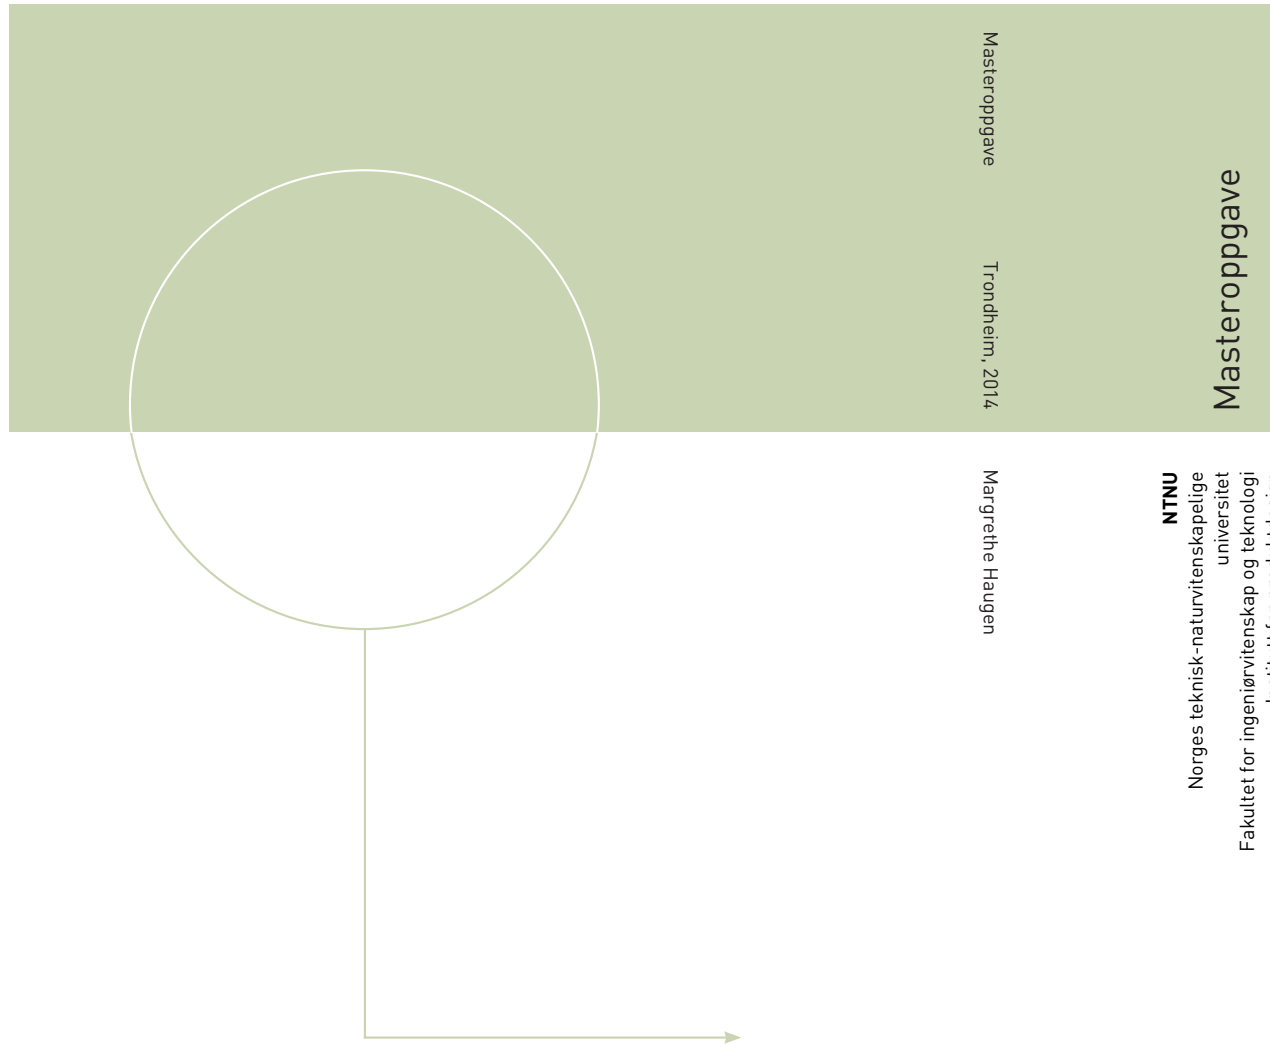 Masteroppgave
Trondheim, 2014
Margrethe Haugen
Masteroppgave
NTNU
Norges teknisk-naturvitenskapelige
universitet
Fakultet for ingeniørvitenskap og teknologi